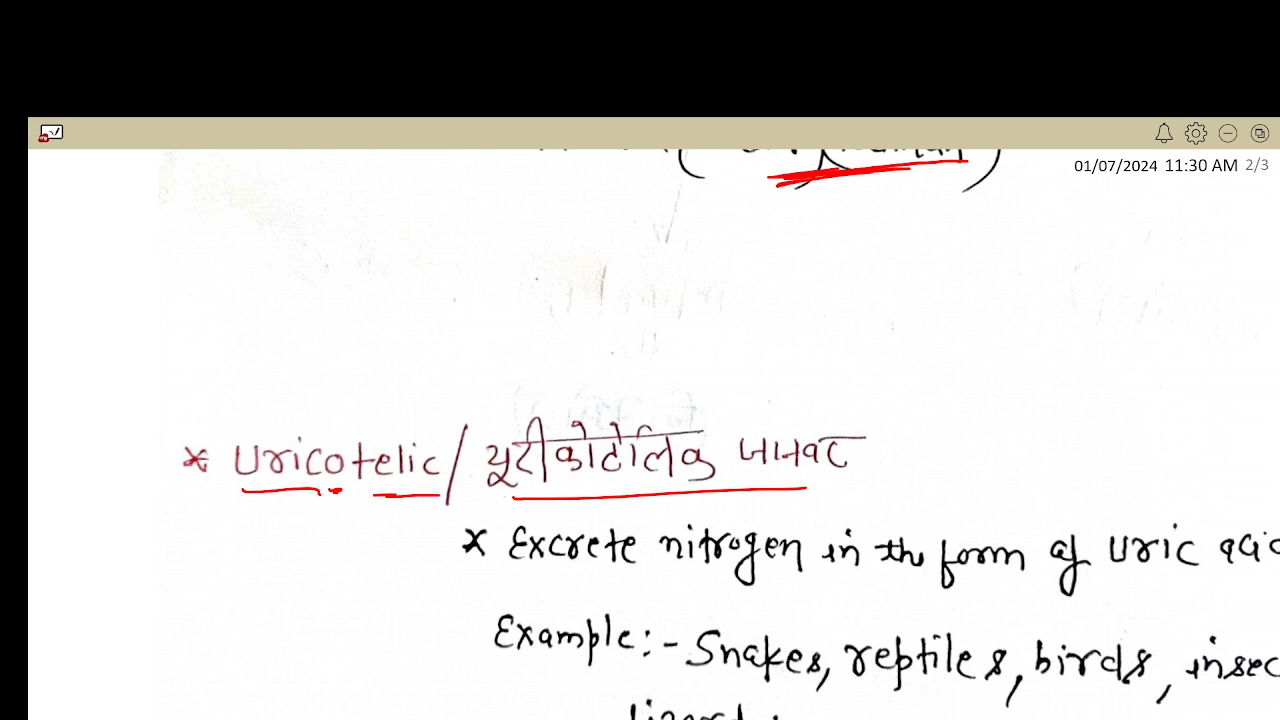 01/07/2024 11:30 AM 2/3
* Uricotelic / यूरीकोटेलिक जानवर
* Excrete nitrogen in the form of uric
Example:- Snakes, reptiles, birds,